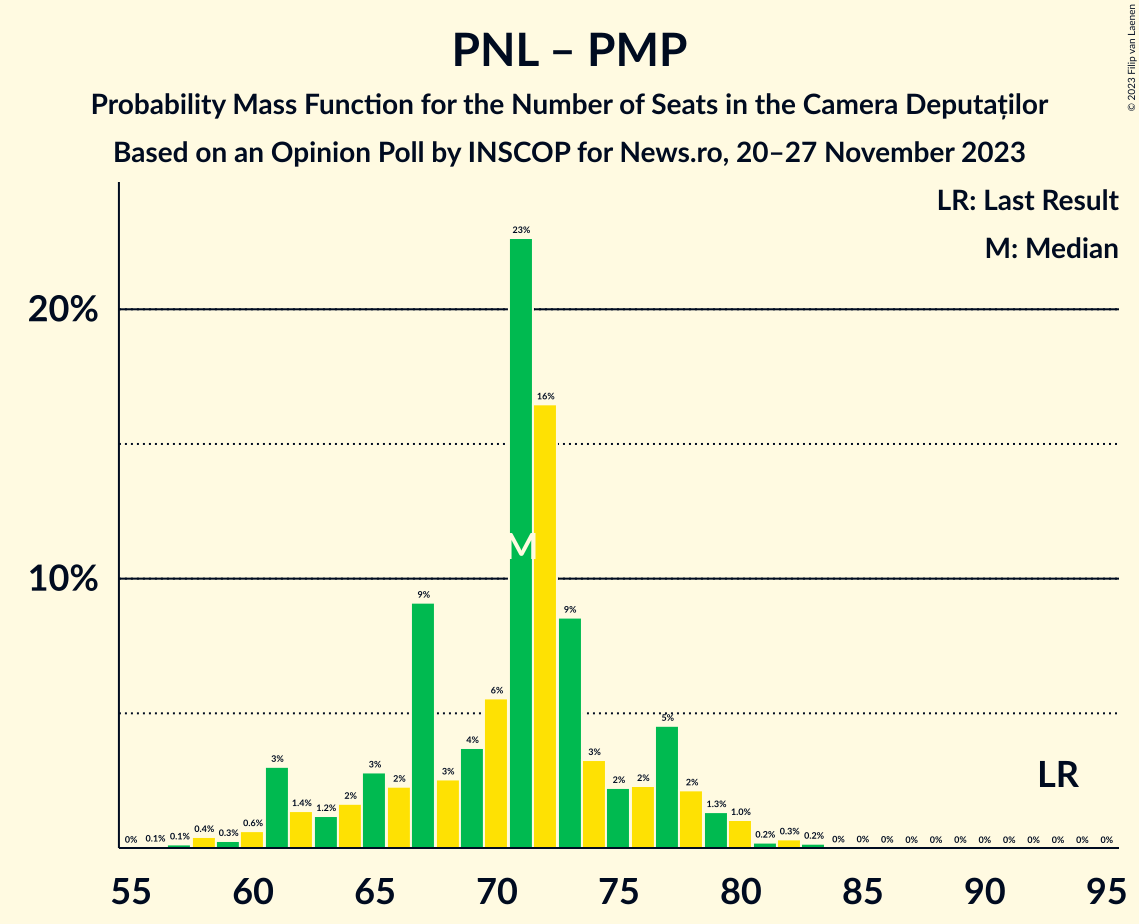 PNL – PMP
Probability Mass Function for the Number of Seats in the Camera Deputaților
Based on an Opinion Poll by INSCOP for News.ro, 20–27 November 2023
© 2023 Filip van Laenen
LR: Last Result
M: Median
20%
10%
0% 0.1% 0.1% 0.4% 0.3% 0.6% 3% 1.4% 1.2% 2% 3% 2% 9% 3% 4% 6% 23% 16% 9% 3% 2% 2% 5% 2% 1.3% 1.0% 0.2% 0.3% 0.2% 0% 0% 0% 0% 0% 0% 0% 0% 0% 0% 0% 0%
M
LR
55 60 65 70 75 80 85 90 95